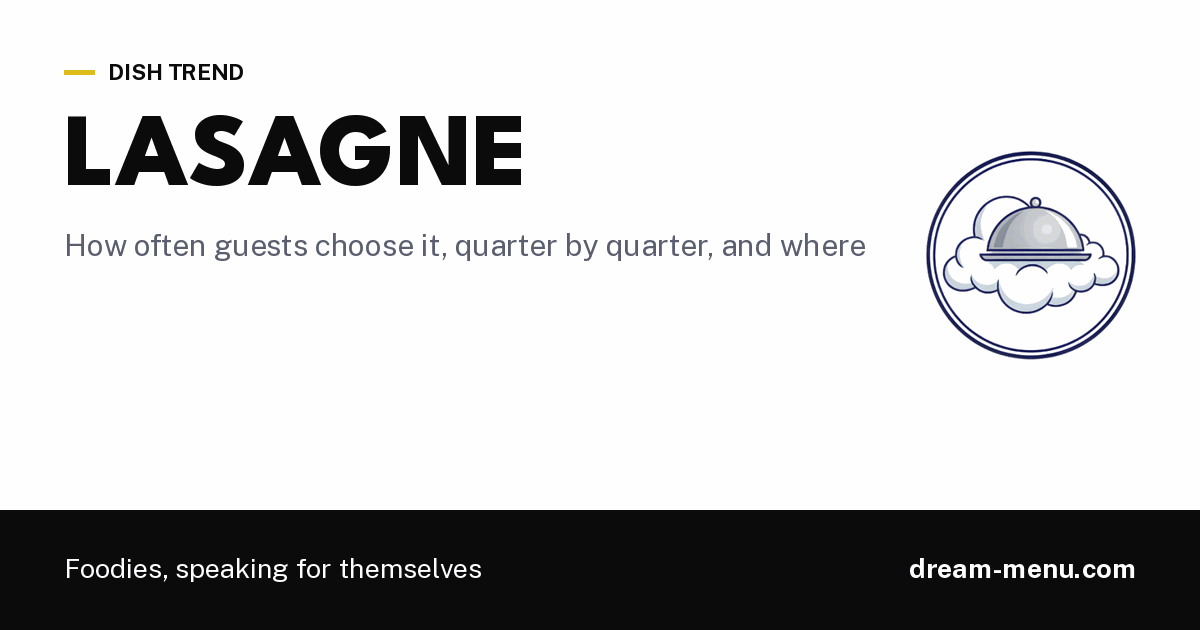 DISH TREND
LASAGNE
How often guests choose it, quarter by quarter, and where
Foodies, speaking for themselves
dream-menu.com